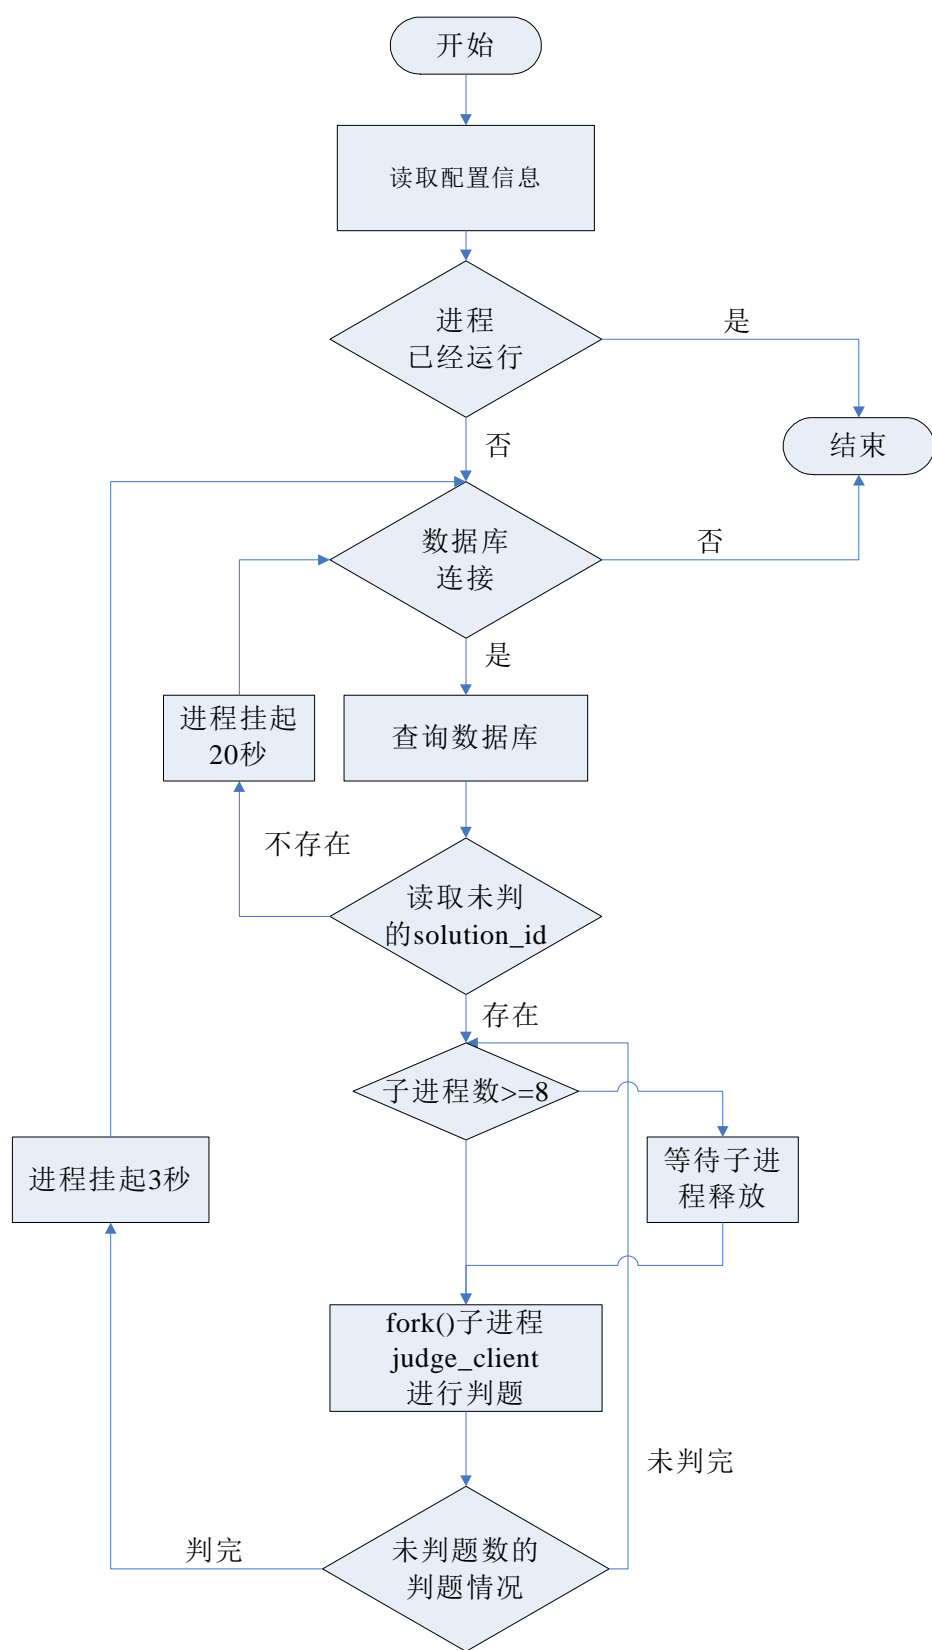 开始
读取配置信息
进程
已经运行
是
否
结束
数据库
连接
否
是
进程挂起
20秒
查询数据库
不存在
读取未判
的solution_id
存在
子进程数>=8
进程挂起3秒
等待子进
程释放
fork()子进程
judge_client
进行判题
未判完
判完
未判题数的
判题情况